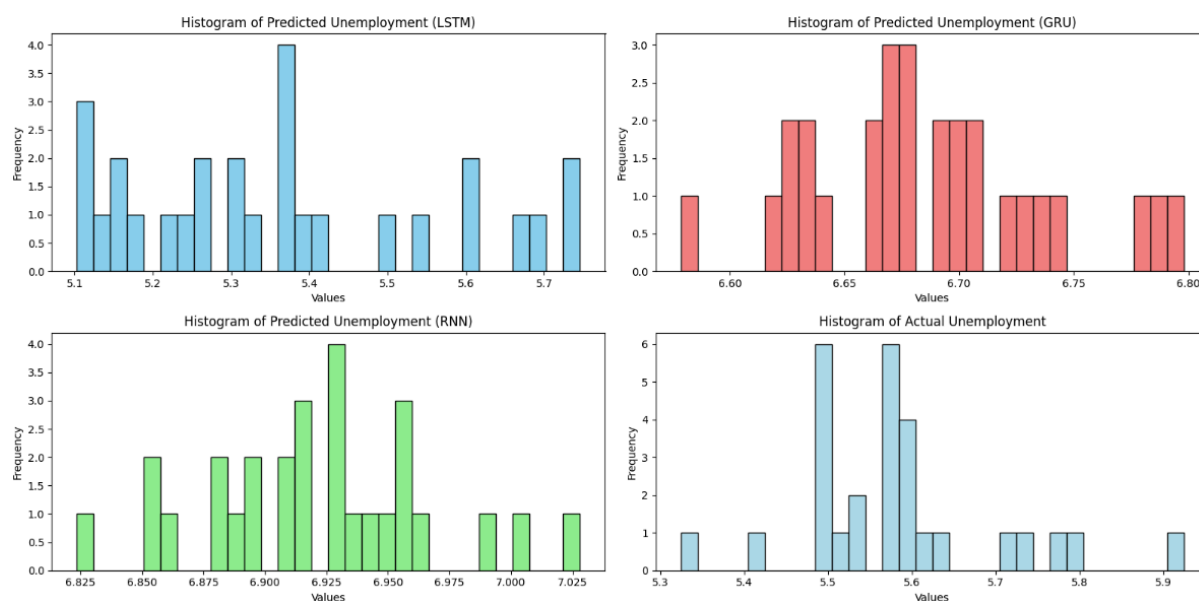 Histogram of Predicted Unemployment (LSTM)
4.0
3.5
3.0
2.5
2.0
1.5
1.0
0.5
0.0
Frequency
5.1 5.2 5.3 5.4 5.5 5.6 5.7
Values
Histogram of Predicted Unemployment (GRU)
3.0
2.5
2.0
1.5
1.0
0.5
0.0
Frequency
6.60 6.65 6.70 6.75 6.80
Values
Histogram of Predicted Unemployment (RNN)
4.0
3.5
3.0
2.5
2.0
1.5
1.0
0.5
0.0
Frequency
6.825 6.850 6.875 6.900 6.925 6.950 6.975 7.000 7.025
Values
Histogram of Actual Unemployment
6
5
4
3
2
1
0
Frequency
5.3 5.4 5.5 5.6 5.7 5.8 5.9
Values